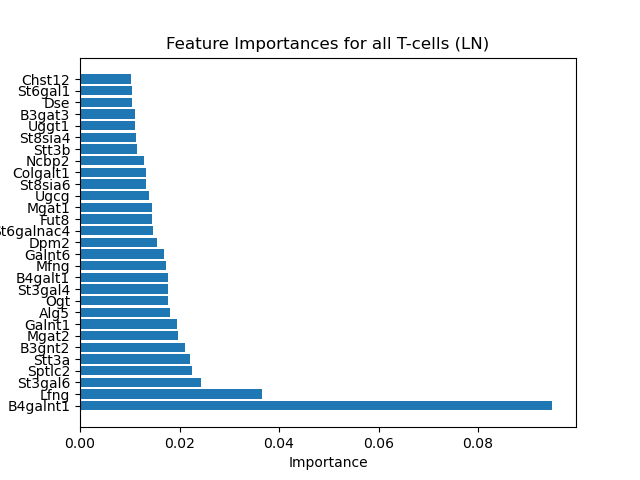 Feature Importances for all T-cells (LN)
Chst12
St6gal1
Dse
B3gat3
Uggt1
St8sia4
Stt3b
Ncbp2
Colgalt1
St8sia6
Ugcg
Mgat1
Fut8
St6galnac4
Dpm2
Galnt6
Mfng
B4galt1
St3gal4
Ogt
Alg5
Galnt1
Mgat2
B3gnt2
Stt3a
Sptlc2
St3gal6
Lfng
B4galnt1
0.00 0.02 0.04 0.06 0.08
Importance